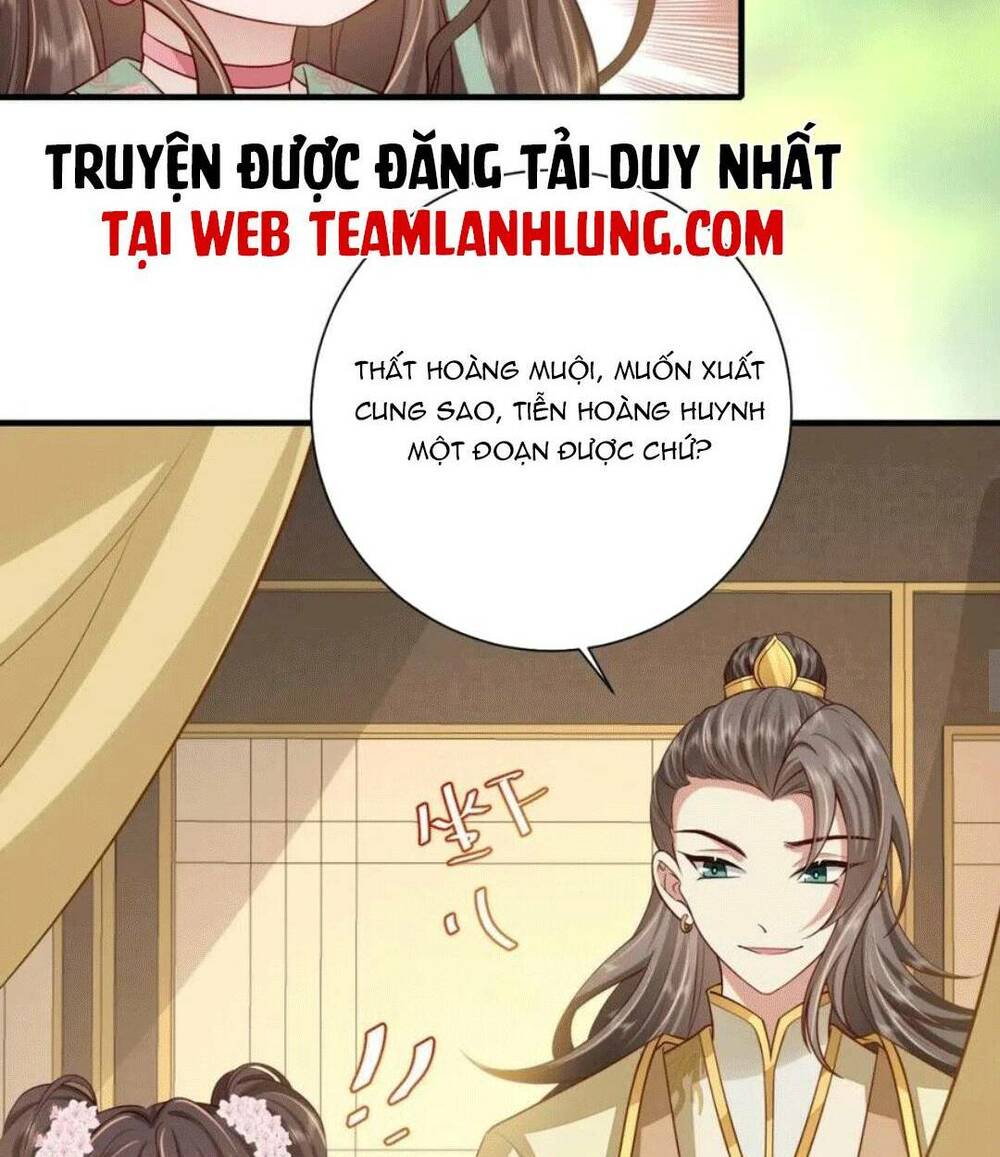 TRUYỆN ĐƯỢC ĐĂNG TẢI DUY NHẤT
TẠI WEB TEAMLANHLUNG.COM
THẤT HOÀNG MUỘI, MUỐN XUẤT
CUNG SAO, TIỄN HOÀNG HUYNH
MỘT ĐOẠN ĐƯỢC CHỨ?